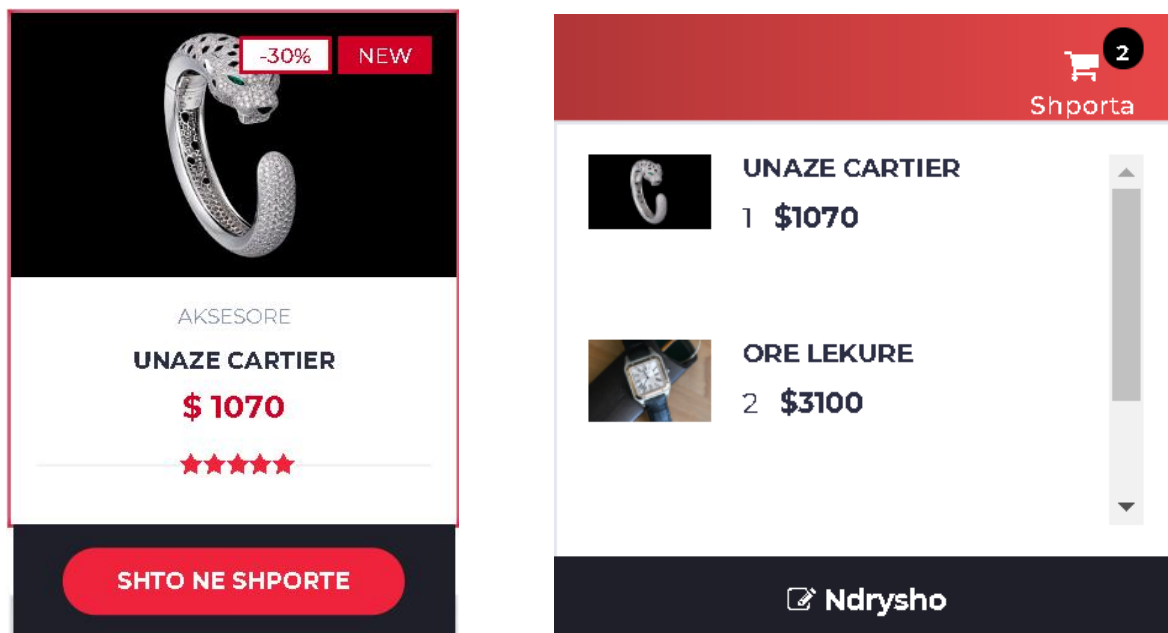 -30% NEW
AKSESORE
UNAZE CARTIER
$ 1070
SHTO NE SHPORTE
2
Shporta
UNAZE CARTIER
1 $1070
ORE LEKURE
2 $3100
Ndrysho